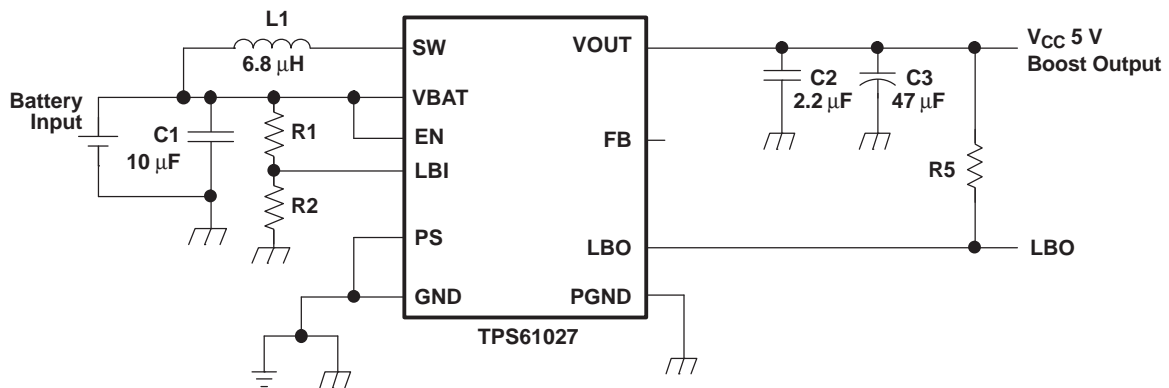 L1
6.8 μH
SW
VOUT
VCC 5 V
Boost Output
C2
2.2 μF
C3
47 μF
Battery
Input
VBAT
C1
10 μF
R1
EN
FB
LBI
R5
R2
PS
LBO
LBO
GND
PGND
TPS61027